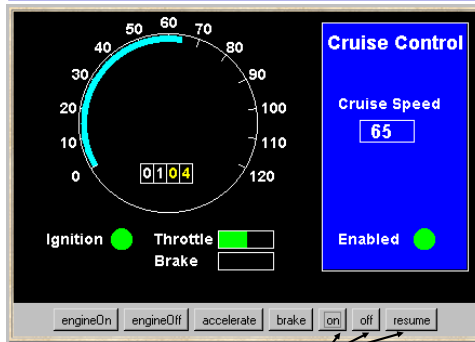 50 60 70
40 80
30 90
20 100
10 110
0 120
0104
Ignition Throttle
Brake
Cruise Control
Cruise Speed
65
Enabled
engineOn engineOff accelerate brake on off resume